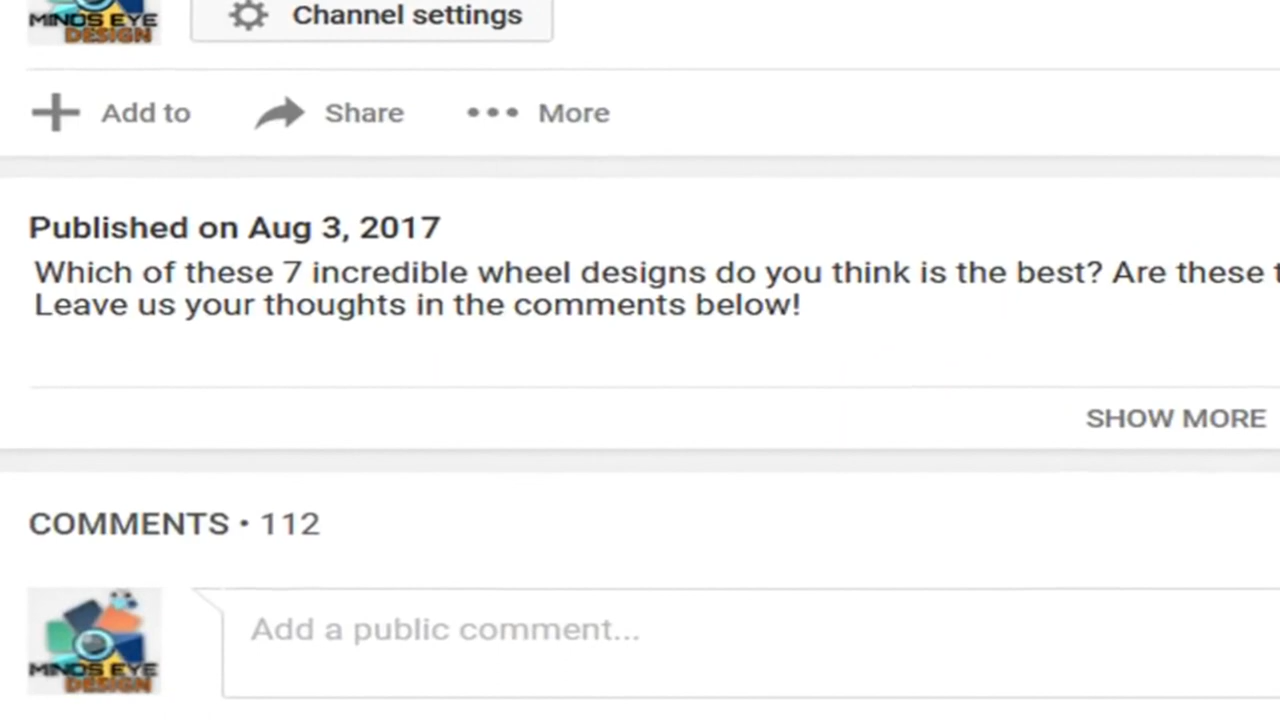 MINDS EYE
DESIGN
Channel settings
Add to
Share
More
Published on Aug 3, 2017
Which of these 7 incredible wheel designs do you think is the best? Are these
Leave us your thoughts in the comments below!
SHOW MORE
COMMENTS • 112
Add a public comment...
MINDS EYE
DESIGN